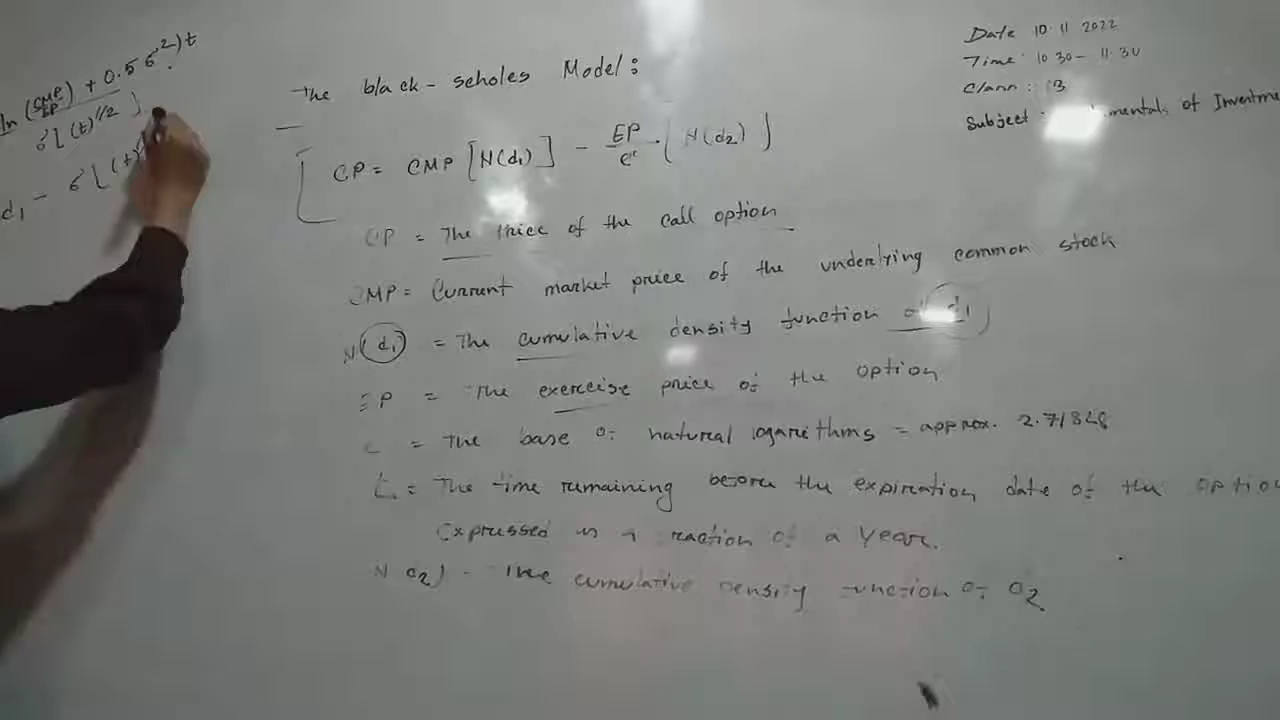 ln (CMP/EP) + 0.5 σ²) t
σ [ (t)^1/2 ]
d₁ - σ [ (t)
The black - scholes Model :
CP = CMP [N(d₁)] - EP/e^r · [ N(d₂) ]
CP = The price of the call option
CMP = Current market price of the underlying common stock
N(d₁) = The cumulative density function of d₁
EP = The exercise price of the option
e = The base of natural logarithms = approx. 2.71828
t = The time remaining before the expiration date of the option
Expressed as a fraction of a year.
N d₂) - The cumulative density function of d₂
Date 10.11.2022
Time : 10 30 - 11.30
Class : B
Subject mentals of Investme